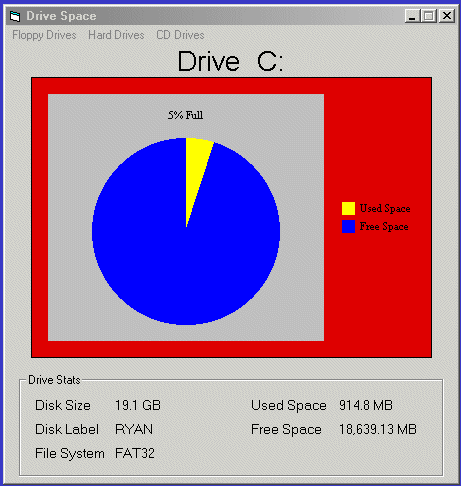 Drive Space
Floppy Drives Hard Drives CD Drives
Drive C:
5% Full
Used Space
Free Space
Drive Stats
Disk Size 19.1 GB Used Space 914.8 MB
Disk Label RYAN Free Space 18,639.13 MB
File System FAT32